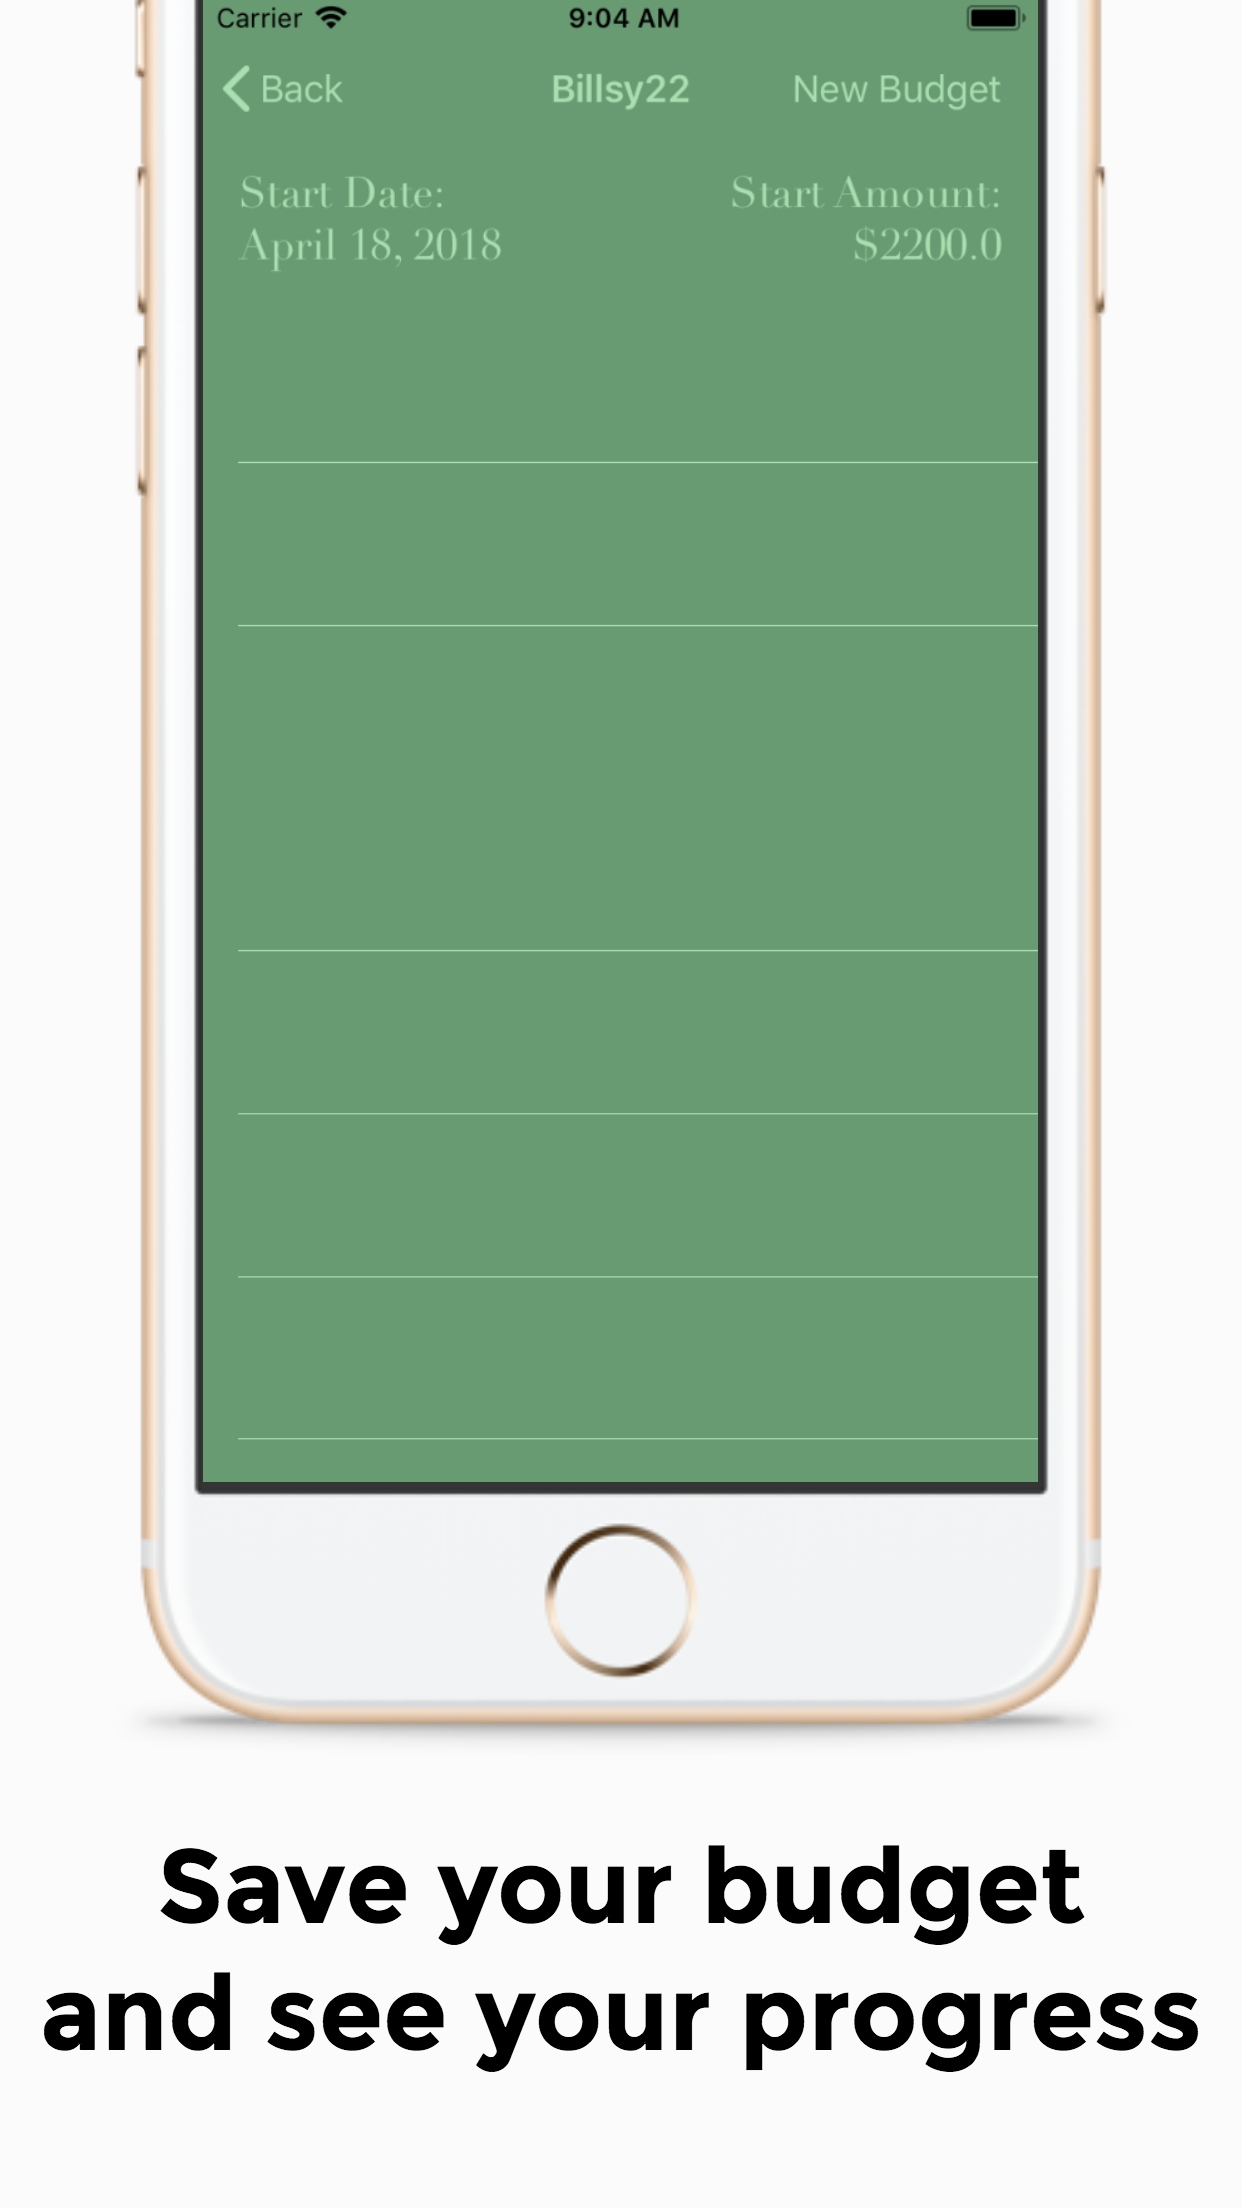 Carrier 9:04 AM
Back Billsy22 New Budget
Start Date: Start Amount:
April 18, 2018 $2200.0
Save your budget
and see your progress